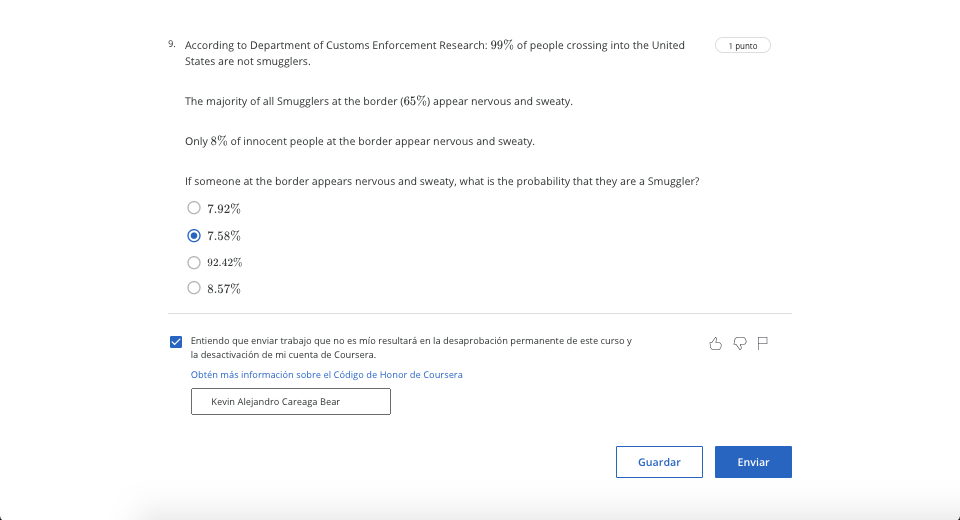 9. According to Department of Customs Enforcement Research: 99% of people crossing into the United
1 punto
States are not smugglers.
The majority of all Smugglers at the border (65%) appear nervous and sweaty.
Only 8% of innocent people at the border appear nervous and sweaty.
If someone at the border appears nervous and sweaty, what is the probability that they are a Smuggler?
7.92%
7.58%
92.42%
8.57%
Entiendo que enviar trabajo que no es mío resultará en la desaprobación permanente de este curso y
la desactivación de mi cuenta de Coursera.
Obtén más información sobre el Código de Honor de Coursera
Kevin Alejandro Careaga Bear
Guardar
Enviar